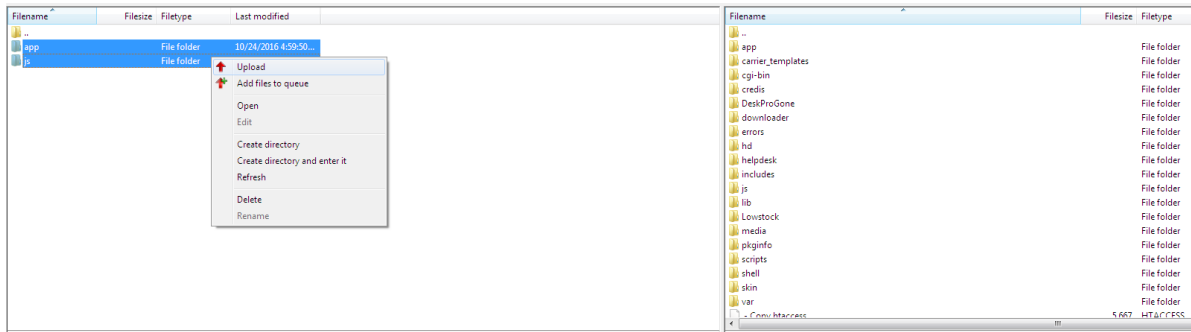 Filename Filesize Filetype Last modified
..
app File folder 10/24/2016 4:59:50...
js File folder
Upload
Add files to queue
Open
Edit
Create directory
Create directory and enter it
Refresh
Delete
Rename
Filename Filesize Filetype
..
app File folder
carrier_templates File folder
cgi-bin File folder
credis File folder
DeskProGone File folder
downloader File folder
errors File folder
hd File folder
helpdesk File folder
includes File folder
js File folder
lib File folder
Lowstock File folder
media File folder
pkginfo File folder
scripts File folder
shell File folder
skin File folder
var File folder
- Copy htaccess 5,667 HTACCESS